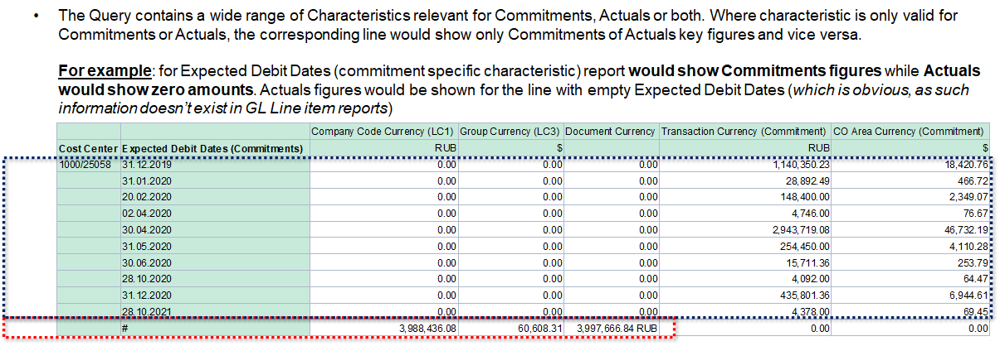 • The Query contains a wide range of Characteristics relevant for Commitments, Actuals or both. Where characteristic is only valid for
Commitments or Actuals, the corresponding line would show only Commitments of Actuals key figures and vice versa.
For example: for Expected Debit Dates (commitment specific characteristic) report would show Commitments figures while Actuals
would show zero amounts. Actuals figures would be shown for the line with empty Expected Debit Dates (which is obvious, as such
information doesn't exist in GL Line item reports)
Company Code Currency (LC1) Group Currency (LC3) Document Currency Transaction Currency (Commitment) CO Area Currency (Commitment)
Cost Center Expected Debit Dates (Commitments) RUB $ RUB $
1000/25058 31.12.2019 0.00 0.00 0.00 1,140,350.23 18,420.76
31.01.2020 0.00 0.00 0.00 28,892.49 466.72
20.02.2020 0.00 0.00 0.00 148,400.00 2,349.07
02.04.2020 0.00 0.00 0.00 4,746.00 76.67
30.04.2020 0.00 0.00 0.00 2,943,719.08 46,732.19
31.05.2020 0.00 0.00 0.00 254,450.00 4,110.28
30.06.2020 0.00 0.00 0.00 15,711.36 253.79
28.10.2020 0.00 0.00 0.00 4,092.00 64.47
31.12.2020 0.00 0.00 0.00 435,801.36 6,944.61
28.10.2021 0.00 0.00 0.00 4,378.00 69.45
# 3,988,436.08 60,608.31 3,997,666.84 RUB 0.00 0.00